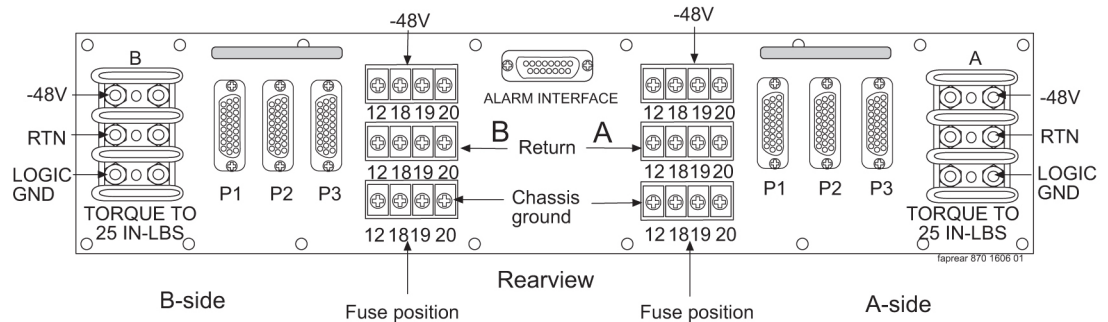 -48V
-48V
B
A
-48V
ALARM INTERFACE
-48V
12 18 19 20
12 18 19 20
RTN
B
Return
A
RTN
LOGIC
GND
P1
P2
P3
12 18 19 20
12 18 19 20
P1
P2
P3
LOGIC
GND
Chassis
ground
TORQUE TO
25 IN-LBS
12 18 19 20
12 18 19 20
TORQUE TO
25 IN-LBS
faprear 870 1606 01
Rearview
B-side
A-side
Fuse position
Fuse position